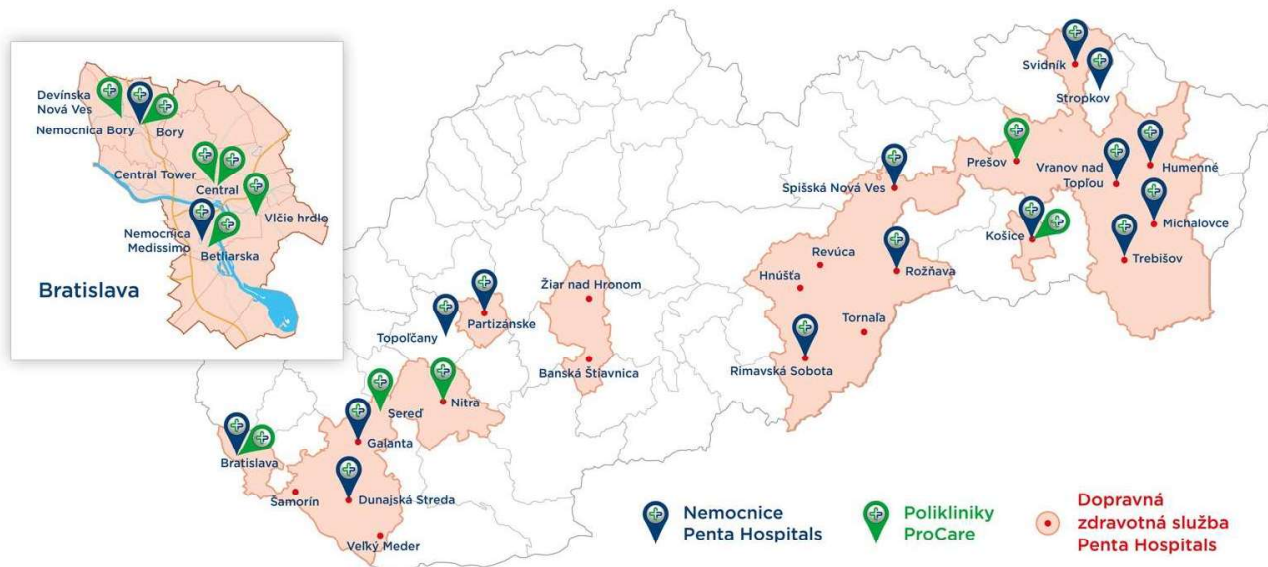 Devínska
Nová Ves
Nemocnica Bory
Bory
Central Tower
Central
Vlčie hrdlo
Nemocnica
Medissimo
Betliarska
Bratislava
Svidník
Stropkov
Prešov
Vranov nad
Topľou
Humenné
Spišská Nová Ves
Michalovce
Košice
Trebišov
Revúca
Rožňava
Hnúšťa
Žiar nad Hronom
Partizánske
Topoľčany
Tornaľa
Banská Štiavnica
Rimavská Sobota
Nitra
Sereď
Galanta
Bratislava
Šamorín
Dunajská Streda
Veľký Meder
Nemocnice
Penta Hospitals
Polikliniky
ProCare
Dopravná
zdravotná služba
Penta Hospitals